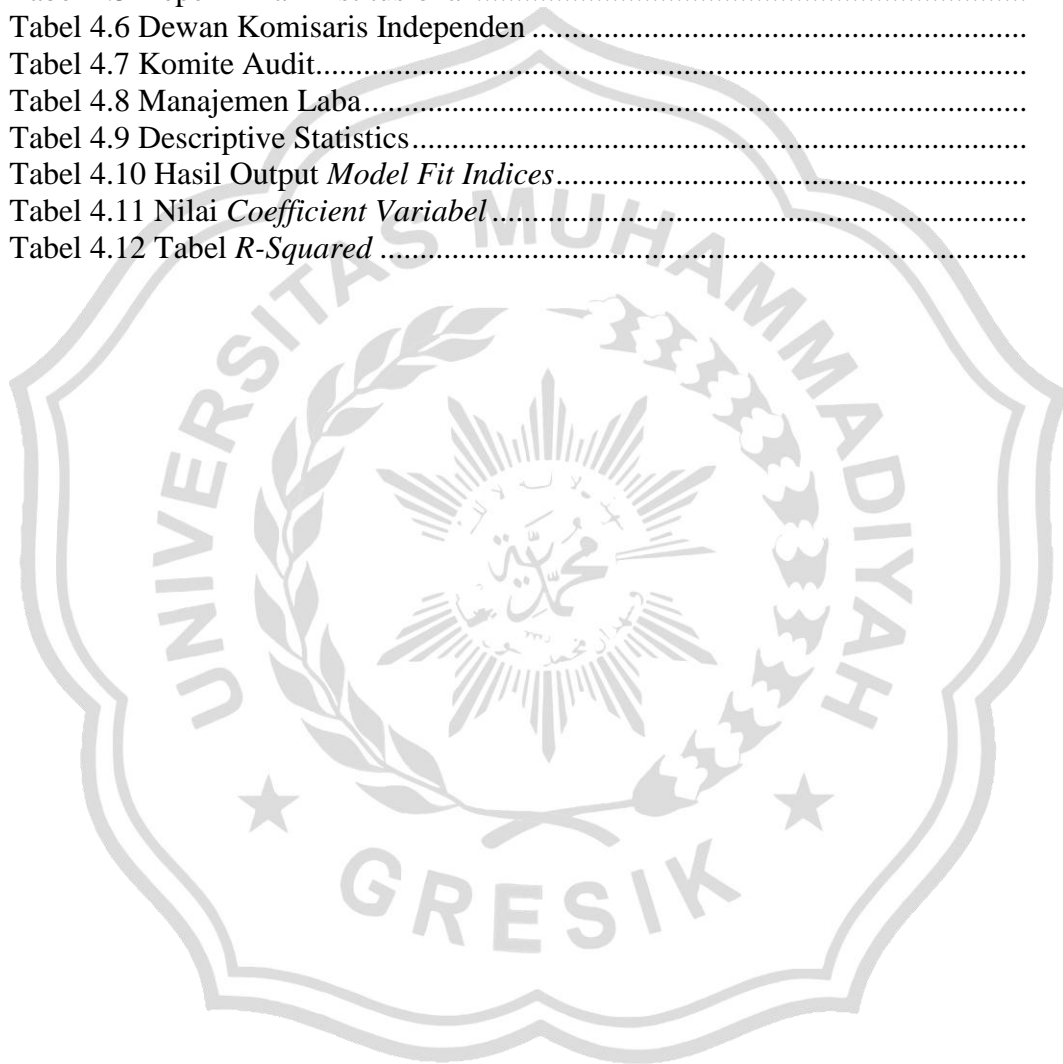 Tabel 4.6 Dewan Komisaris Independen ........................................................................
Tabel 4.7 Komite Audit........................................................................................................
Tabel 4.8 Manajemen Laba.................................................................................................
Tabel 4.9 Descriptive Statistics..........................................................................................
Tabel 4.10 Hasil Output Model Fit Indices.....................................................................
Tabel 4.11 Nilai Coefficient Variabel ...............................................................................
Tabel 4.12 Tabel R-Squared ..............................................................................................
UNIVERSITAS MUHAMMADIYAH
محمدية
GRESIK